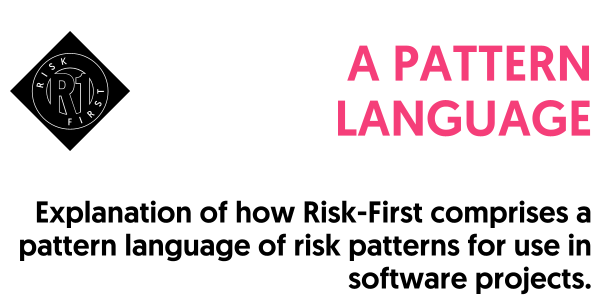 RISK
R1
FIRST
A PATTERN
LANGUAGE
Explanation of how Risk-First comprises a
pattern language of risk patterns for use in
software projects.